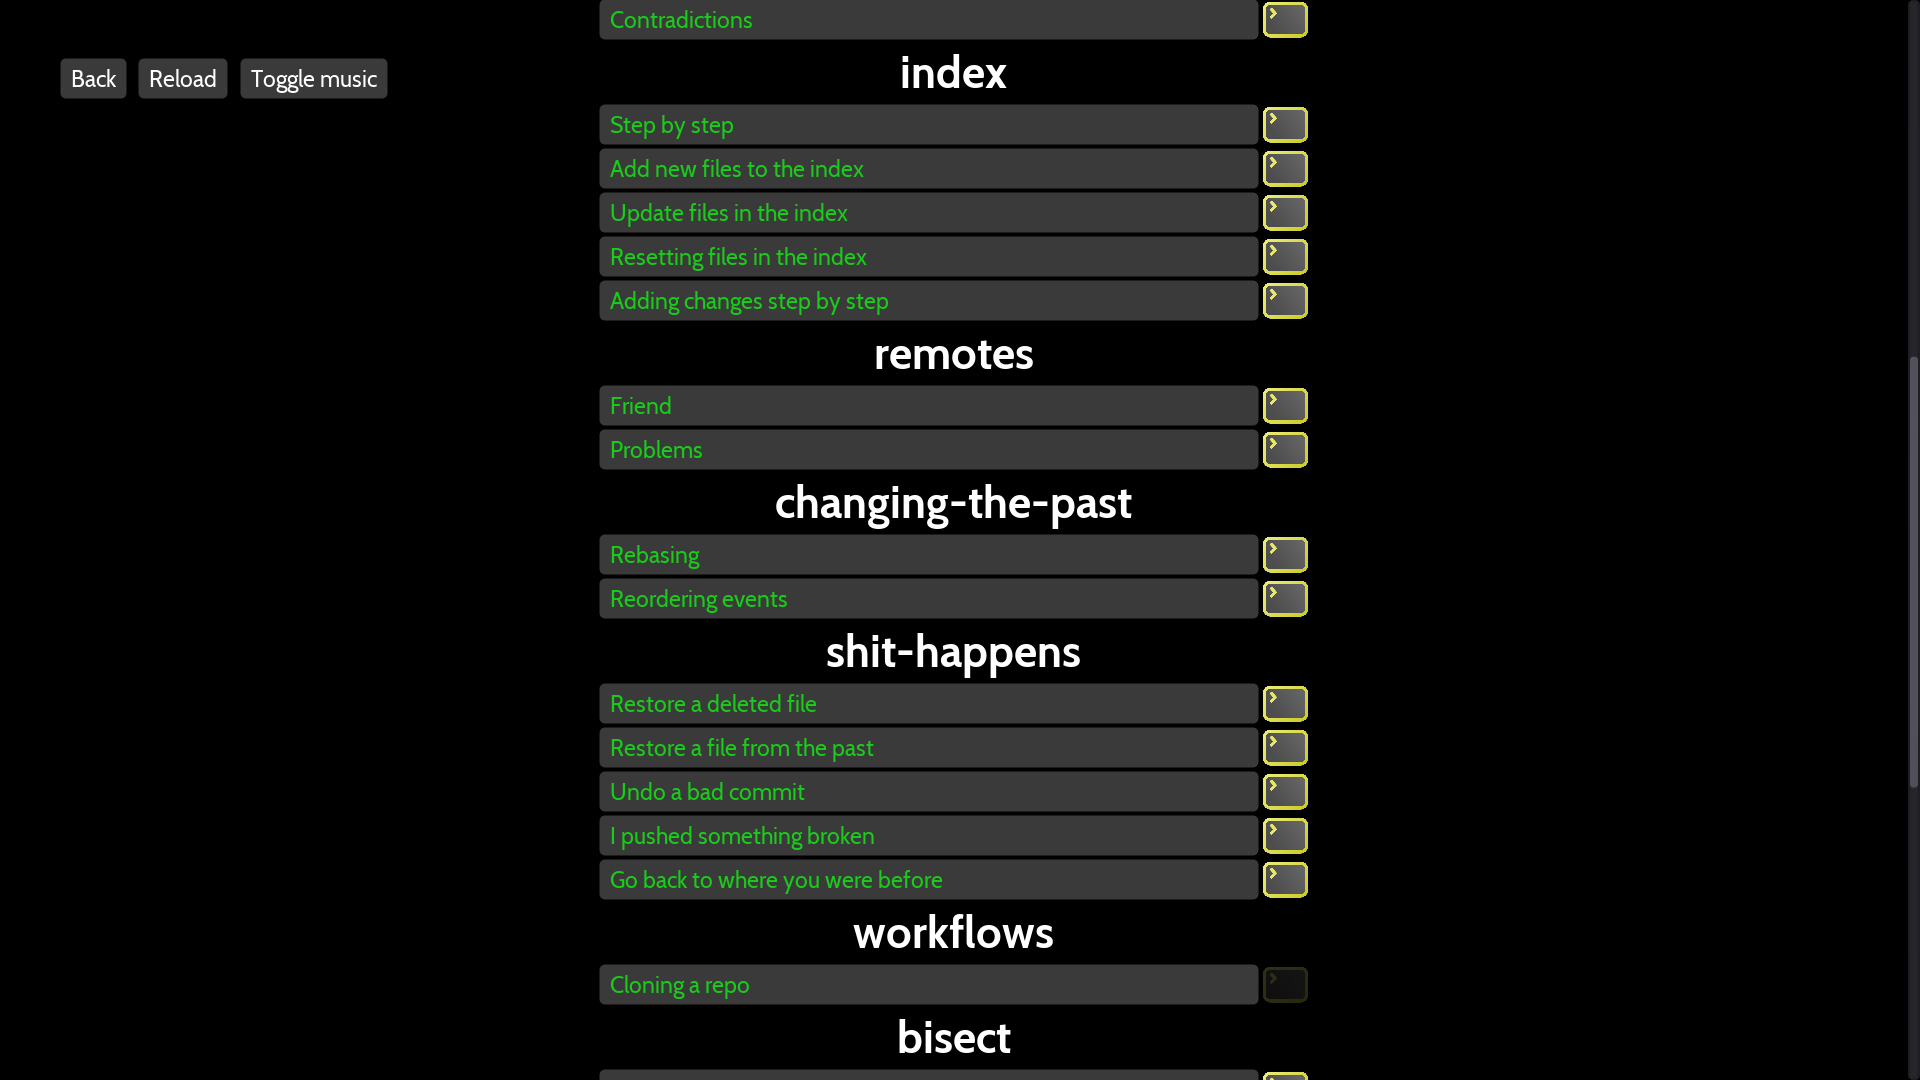 Contradictions
Back Reload Toggle music
index
Step by step
Add new files to the index
Update files in the index
Resetting files in the index
Adding changes step by step
remotes
Friend
Problems
changing-the-past
Rebasing
Reordering events
shit-happens
Restore a deleted file
Restore a file from the past
Undo a bad commit
I pushed something broken
Go back to where you were before
workflows
Cloning a repo
bisect